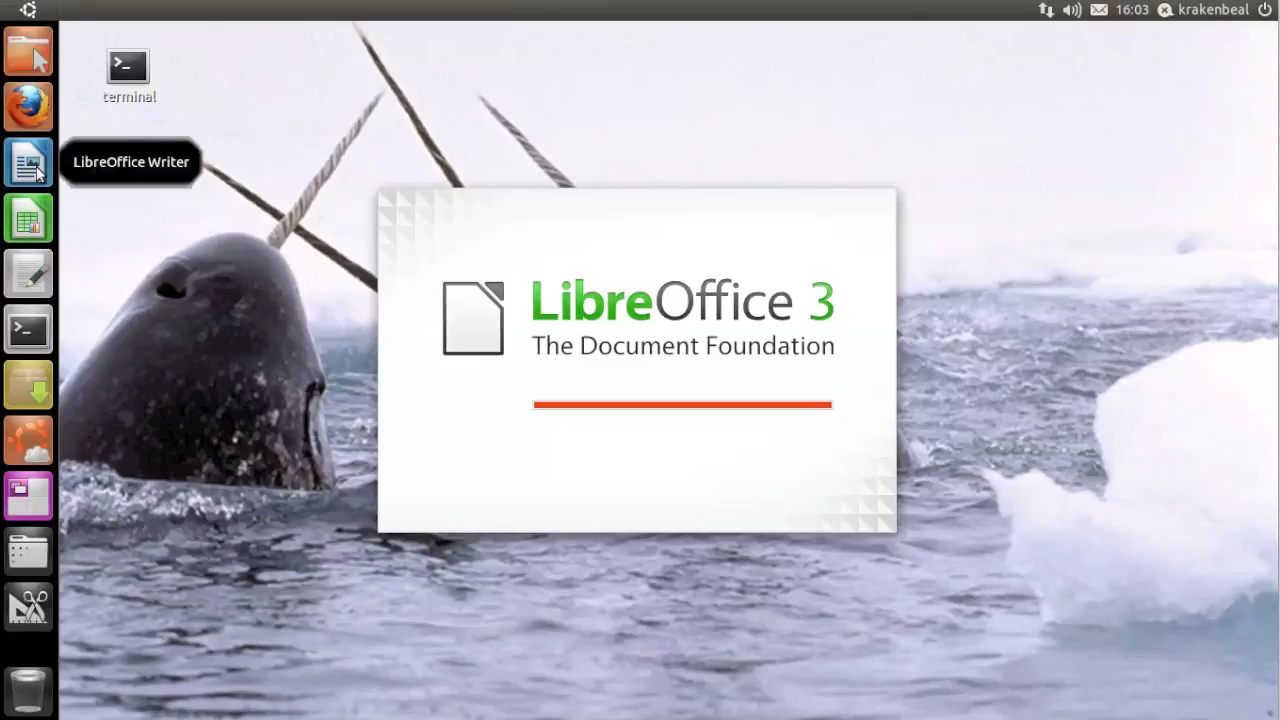 16:03 krakenbeal
terminal
LibreOffice Writer
LibreOffice 3
The Document Foundation